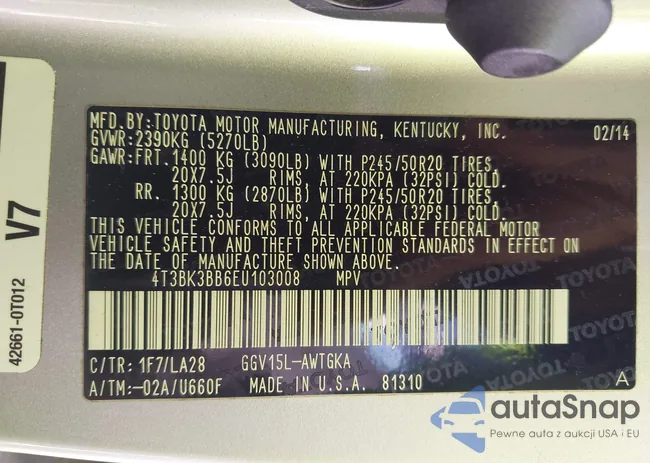 MFD.BY:TOYOTA MOTOR MANUFACTURING, KENTUCKY, INC. 02/14
GVWR:2390KG (5270LB)
GAWR:FRT. 1400 KG (3090LB) WITH P245/50R20 TIRES,
20X7.5J RIMS, AT 220KPA (32PSI) COLD.
RR. 1300 KG (2870LB) WITH P245/50R20 TIRES,
20X7.5J RIMS, AT 220KPA (32PSI) COLD.
THIS VEHICLE CONFORMS TO ALL APPLICABLE FEDERAL MOTOR
VEHICLE SAFETY AND THEFT PREVENTION STANDARDS IN EFFECT ON
THE DATE OF MANUFACTURE SHOWN ABOVE.
4T3BK3BB6EU103008 MPV
C/TR: 1F7/LA28 GGV15L-AWTGKA
A/TM:-02A/U660F MADE IN U.S.A. 81310 A
V7
42661-0T012
TOYOTA
TOYOTA
TOYOTA
autaSnap
Pewne auta z aukcji USA i EU